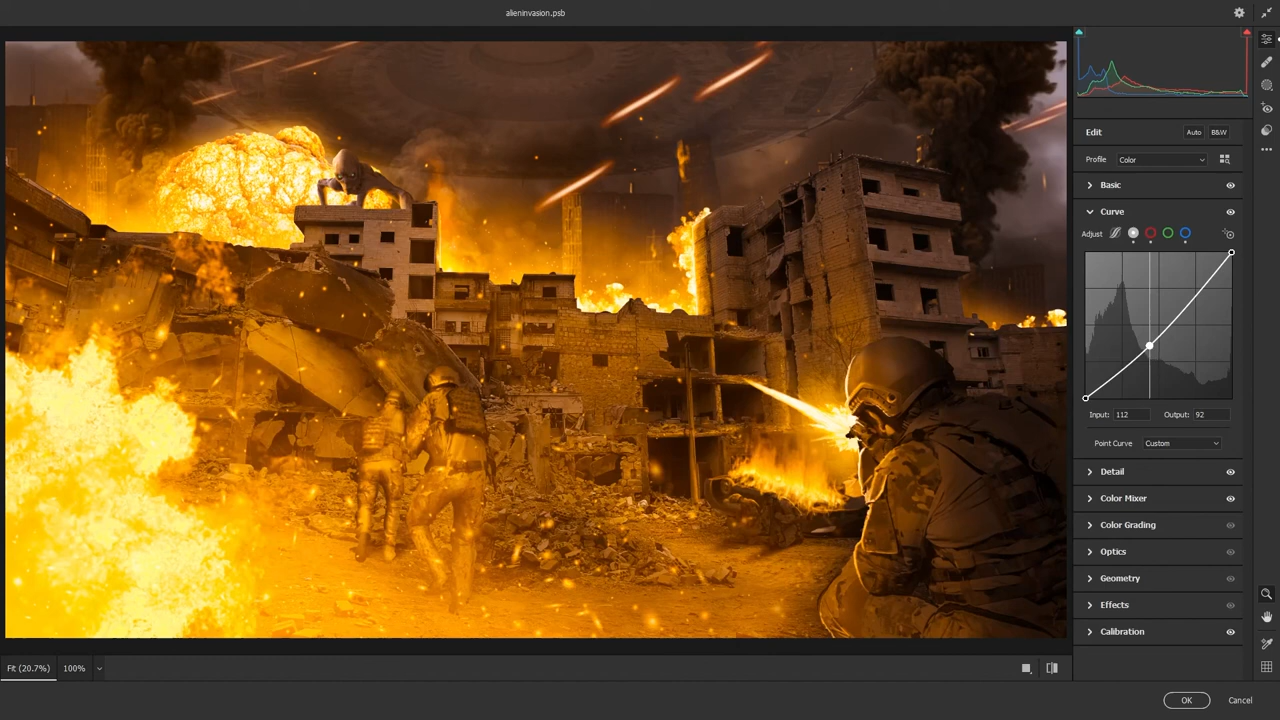 alieninvasion.psb
Edit Auto B&W
Profile Color
Basic
Curve
Adjust
Input: 112 Output: 92
Point Curve Custom
Detail
Color Mixer
Color Grading
Optics
Geometry
Effects
Calibration
Fit (20.7%) 100%
OK Cancel